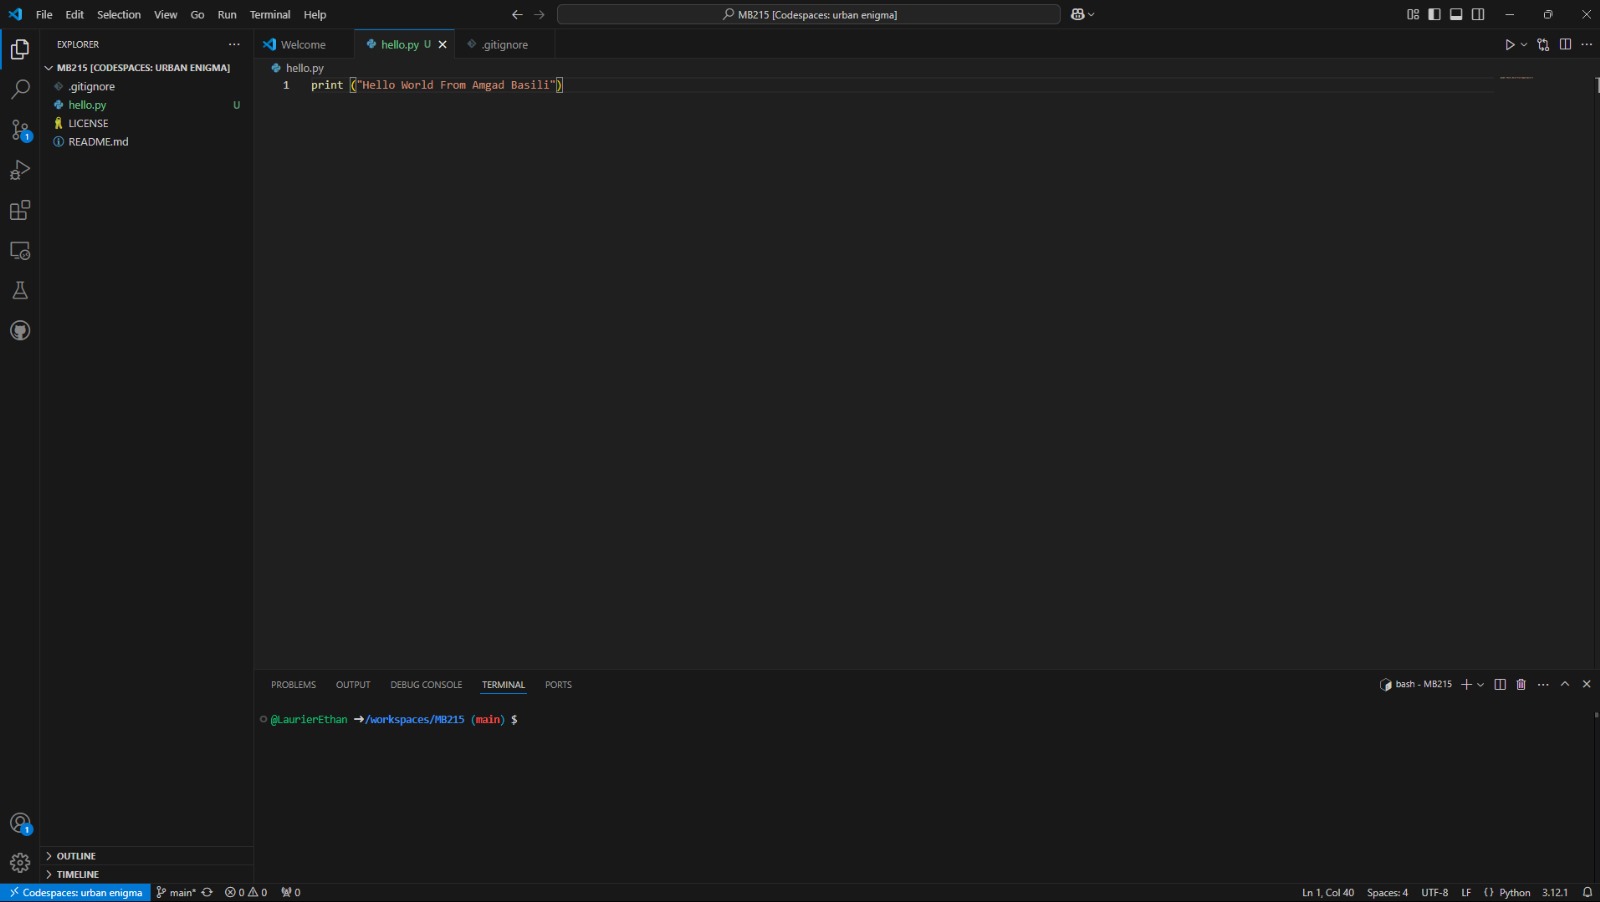 File Edit Selection View Go Run Terminal Help
MB215 [Codespaces: urban enigma]
EXPLORER
MB215 [CODESPACES: URBAN ENIGMA]
.gitignore
hello.py U
LICENSE
README.md
OUTLINE
TIMELINE
1
1
Welcome
hello.py U
.gitignore
hello.py
1 print ("Hello World From Amgad Basili")
PROBLEMS OUTPUT DEBUG CONSOLE TERMINAL PORTS
bash - MB215
@LaurierEthan ➜/workspaces/MB215 (main) $
Codespaces: urban enigma main* 0 0 0
Ln 1, Col 40 Spaces: 4 UTF-8 LF {} Python 3.12.1